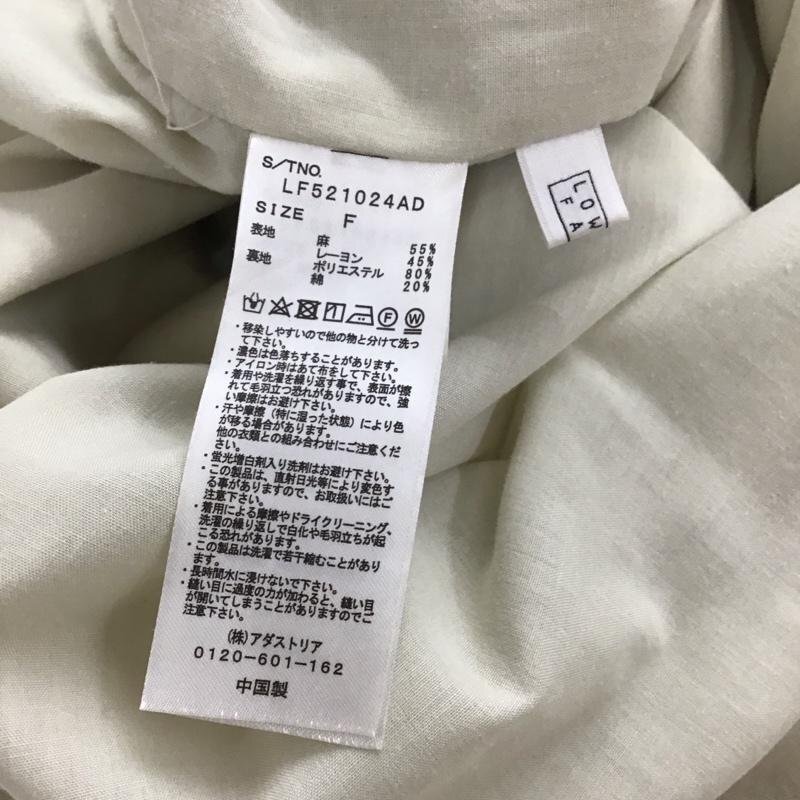 S/TNO.
LF521024AD
SIZE F
表地 麻 55%
レーヨン 45%
裏地 ポリエステル 80%
綿 20%
・移染しやすいので他の物と分けて洗っ
て下さい。
・濃色は色落ちすることがあります。
・アイロン時はあて布をして下さい。
・着用や洗濯を繰り返す事で、表面が擦
れて毛羽立つ恐れがありますので、強
い摩擦はお避け下さい。
・汗や摩擦（特に湿った状態）により色
が移る場合があります。
他の衣類との組み合わせにご注意くだ
さい。
・蛍光増白剤入り洗剤はお避け下さい。
・この製品は、直射日光等により変色す
る事がありますので、お取扱いにはご
注意下さい。
・着用による摩擦やドライクリーニング、
洗濯の繰り返しで白化や毛羽立ちが起
こる恐れがあります。
・この製品は洗濯で若干縮むことがあり
ます。
・長時間水に浸けないで下さい。
・縫い目に過度の力が加わると、縫い目
が開いてしまうことがありますのでご
注意下さい。
(株)アダストリア
0120-601-162
中国製
LOW
F A